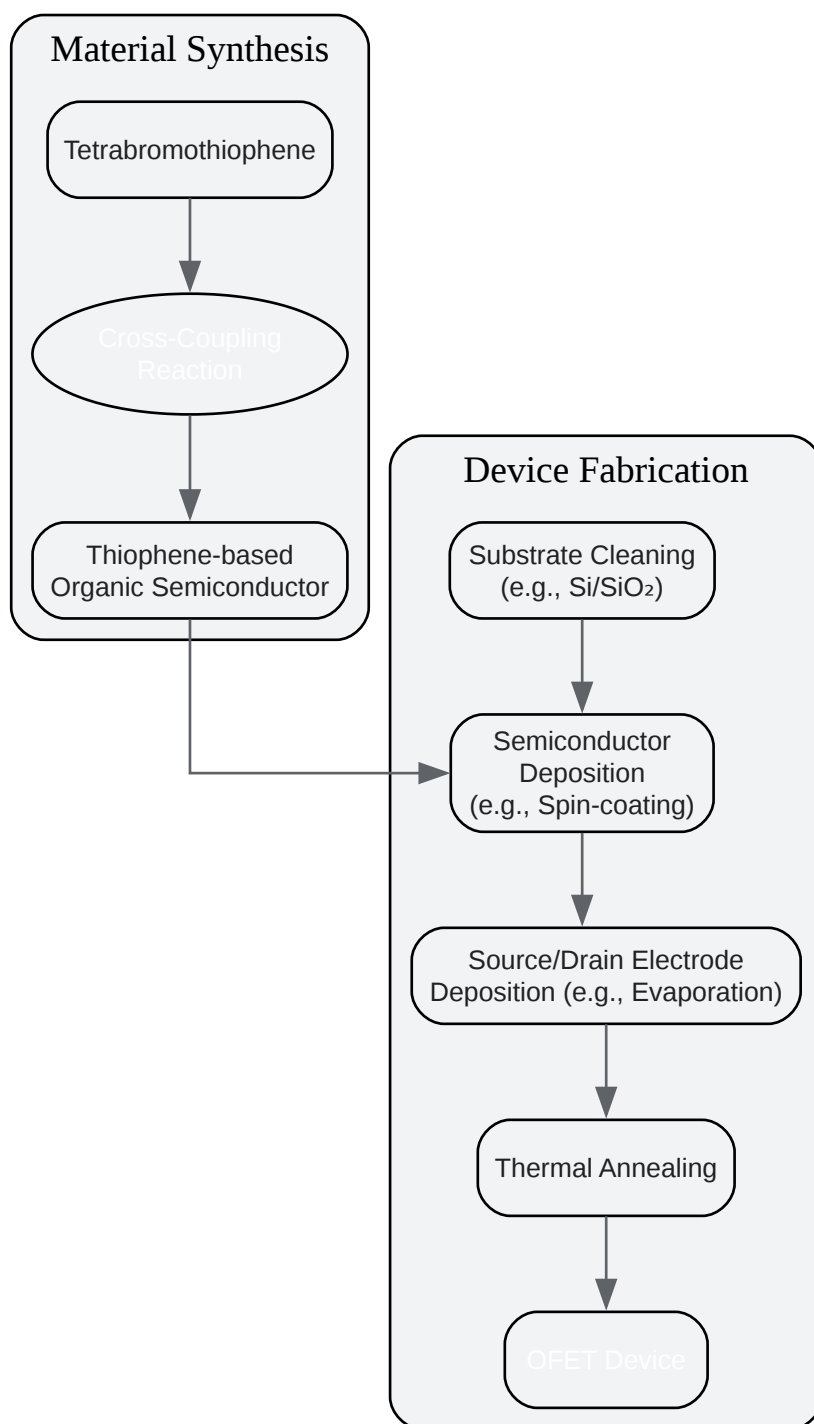 Material Synthesis
Tetrabromothiophene
Cross-Coupling
Reaction
Thiophene-based
Organic Semiconductor
Device Fabrication
Substrate Cleaning
(e.g., Si/SiO₂)
Semiconductor
Deposition
(e.g., Spin-coating)
Source/Drain Electrode
Deposition (e.g., Evaporation)
Thermal Annealing
OFET Device